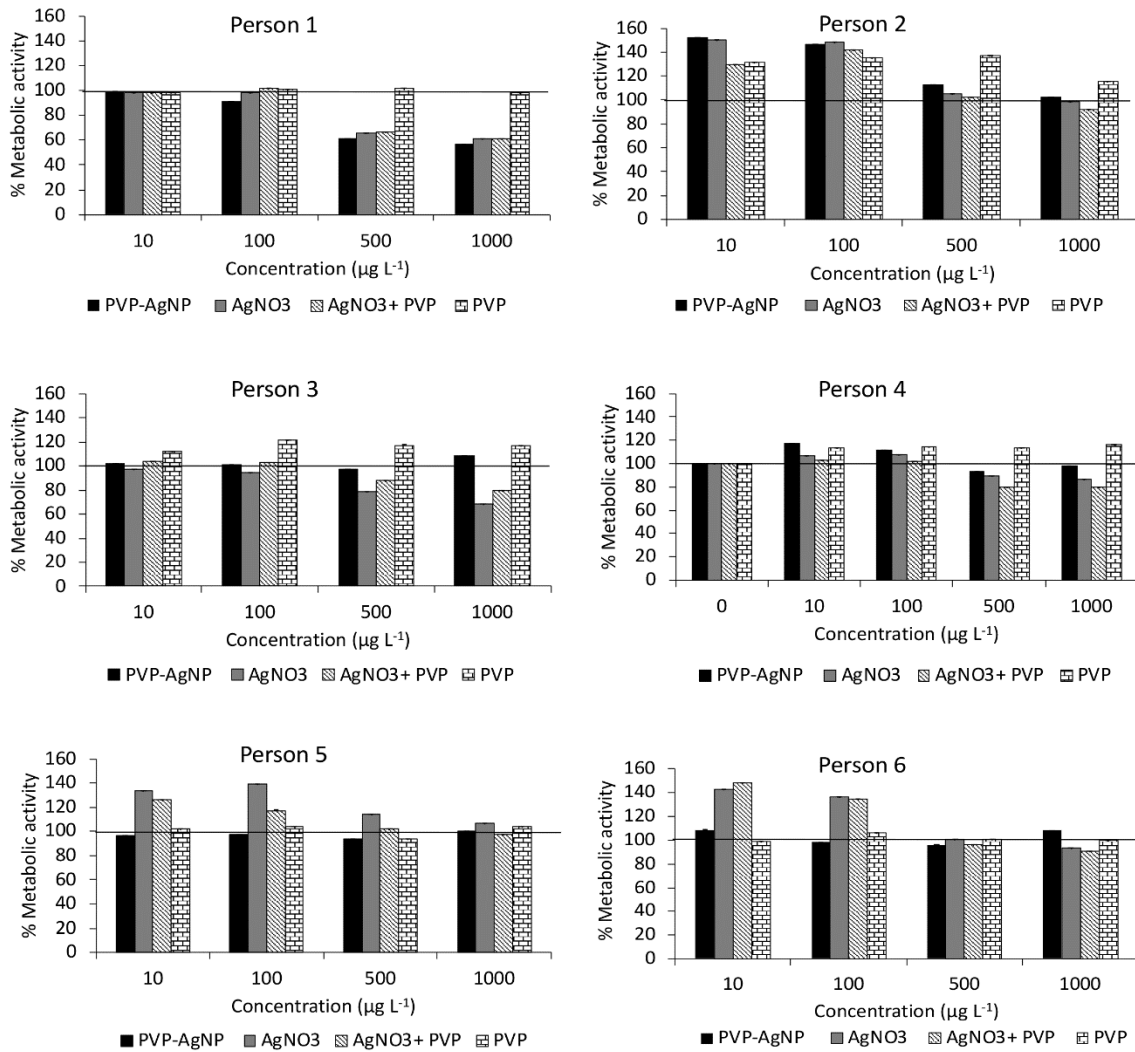 Person 1
160
140
120
100
80
60
40
20
0
% Metabolic activity
10 100 500 1000
Concentration (µg L-1)
PVP-AgNP AgNO3 AgNO3+ PVP PVP
Person 2
160
140
120
100
80
60
40
20
0
% Metabolic activity
10 100 500 1000
Concentration (µg L-1)
PVP-AgNP AgNO3 AgNO3+ PVP PVP
Person 3
160
140
120
100
80
60
40
20
0
% Metabolic activity
10 100 500 1000
Concentration (µg L-1)
PVP-AgNP AgNO3 AgNO3+ PVP PVP
Person 4
160
140
120
100
80
60
40
20
0
% Metabolic activity
0 10 100 500 1000
Concentration (µg L-1)
PVP-AgNP AgNO3 AgNO3+ PVP PVP
Person 5
160
140
120
100
80
60
40
20
0
% Metabolic activity
10 100 500 1000
Concentration (µg L-1)
PVP-AgNP AgNO3 AgNO3+ PVP PVP
Person 6
160
140
120
100
80
60
40
20
0
% Metabolic activity
10 100 500 1000
Concentration (µg L-1)
PVP-AgNP AgNO3 AgNO3+ PVP PVP